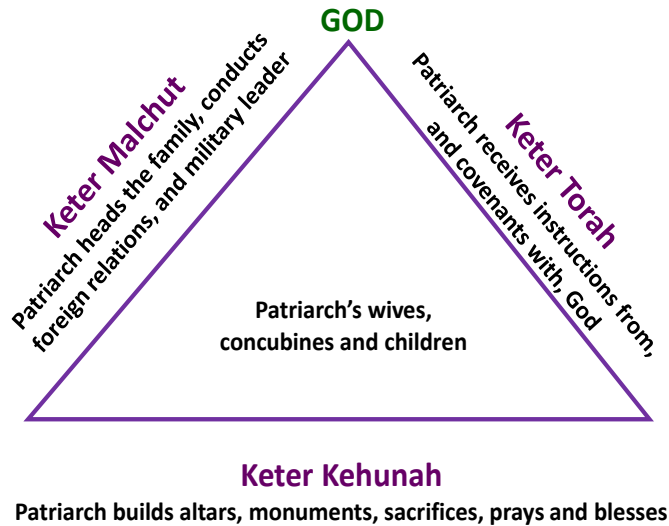 GOD
Keter Malchut
Patriarch heads the family, conducts
foreign relations, and military leader
Keter Torah
Patriarch receives instructions from,
and covenants with, God
Patriarch’s wives,
concubines and children
Keter Kehunah
Patriarch builds altars, monuments, sacrifices, prays and blesses